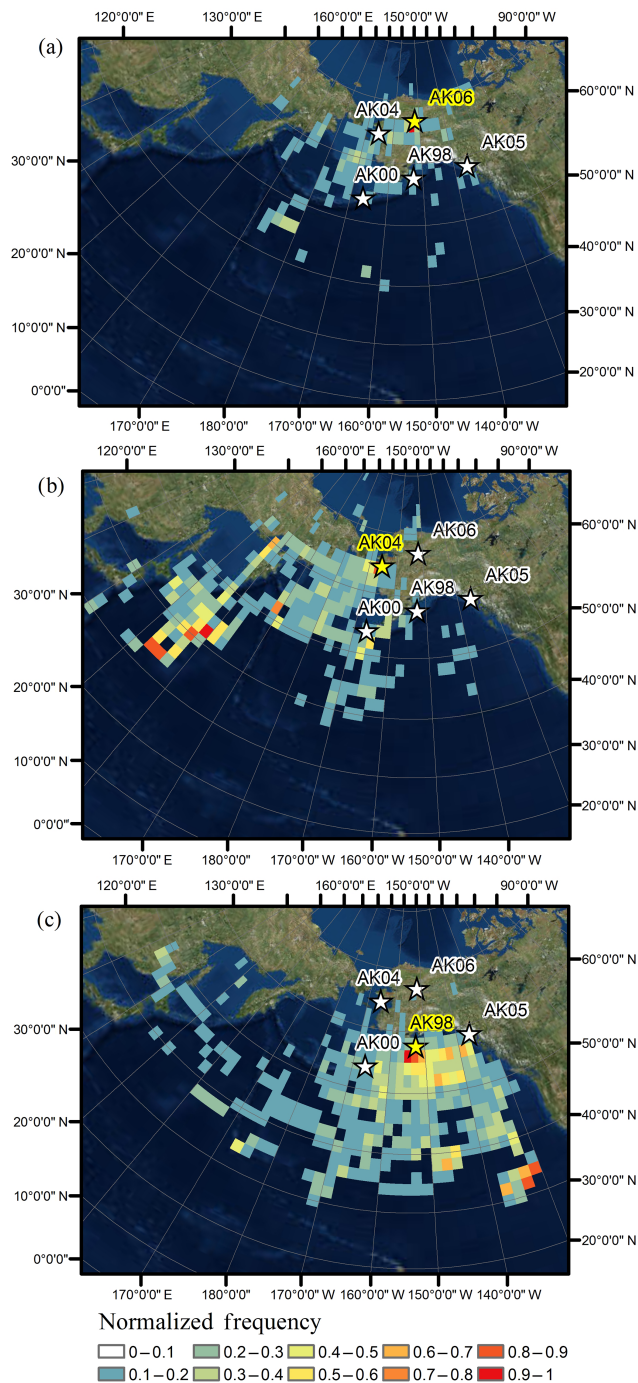 120°0'0" E 130°0'0" E 160°0'0" E 150°0'0" W 90°0'0" W
(a)
AK06
AK04
60°0'0" N
AK05
AK98
30°0'0" N
AK00
50°0'0" N
20°0'0" N
40°0'0" N
10°0'0" N
30°0'0" N
0°0'0"
20°0'0" N
170°0'0" E 180°0'0" 170°0'0" W 160°0'0" W 150°0'0" W 140°0'0" W
120°0'0" E 130°0'0" E 160°0'0" E 150°0'0" W 90°0'0" W
(b)
AK06
AK04
60°0'0" N
AK05
AK98
30°0'0" N
AK00
50°0'0" N
20°0'0" N
40°0'0" N
10°0'0" N
30°0'0" N
0°0'0"
20°0'0" N
170°0'0" E 180°0'0" 170°0'0" W 160°0'0" W 150°0'0" W 140°0'0" W
120°0'0" E 130°0'0" E 160°0'0" E 150°0'0" W 90°0'0" W
(c)
AK06
AK04
60°0'0" N
AK05
AK98
30°0'0" N
AK00
50°0'0" N
20°0'0" N
40°0'0" N
10°0'0" N
30°0'0" N
0°0'0"
20°0'0" N
170°0'0" E 180°0'0" 170°0'0" W 160°0'0" W 150°0'0" W 140°0'0" W
Normalized frequency
0–0.1 0.2–0.3 0.4–0.5 0.6–0.7 0.8–0.9
0.1–0.2 0.3–0.4 0.5–0.6 0.7–0.8 0.9–1